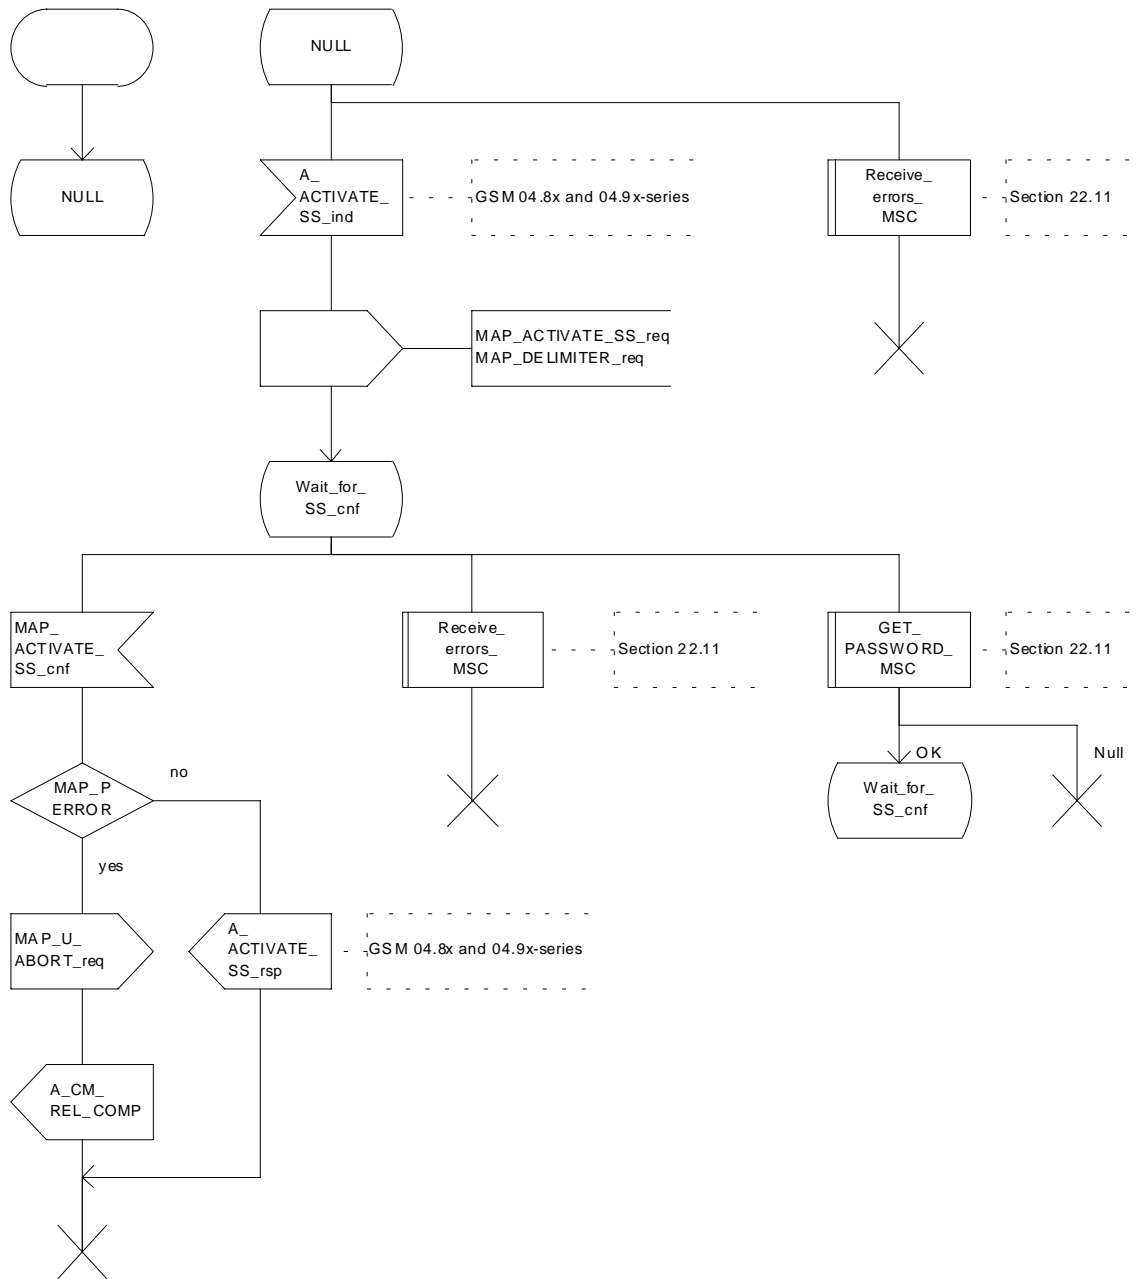 NULL
NULL
A_
ACTIVATE_
SS_ind
GSM 04.8x and 04.9x-series
Receive_
errors_
MSC
Section 22.11
MAP_ACTIVATE_SS_req
MAP_DELIMITER_req
Wait_for_
SS_cnf
MAP_
ACTIVATE_
SS_cnf
Receive_
errors_
MSC
Section 22.11
GET_
PASSWORD_
MSC
Section 22.11
OK
Null
Wait_for_
SS_cnf
MAP_P
ERROR
no
yes
MAP_U_
ABORT_req
A_
ACTIVATE_
SS_rsp
GSM 04.8x and 04.9x-series
A_CM_
REL_COMP